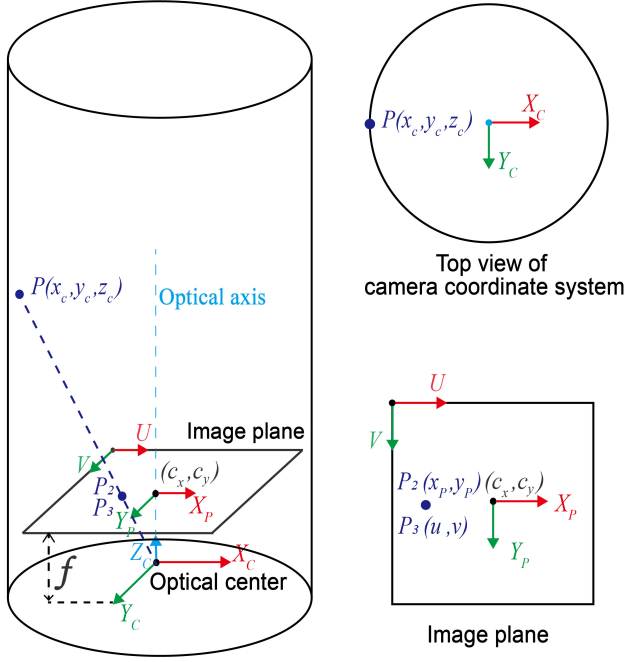 P(x_c,y_c,z_c)
Optical axis
U
Image plane
V
(c_x,c_y)
P_2
P_3
X_P
Y_P
Z_C
X_C
f
Optical center
Y_C
X_C
P(x_c,y_c,z_c)
Y_C
Top view of
camera coordinate system
U
V
P_2(x_P,y_P)
(c_x,c_y)
X_P
P_3(u,v)
Y_P
Image plane